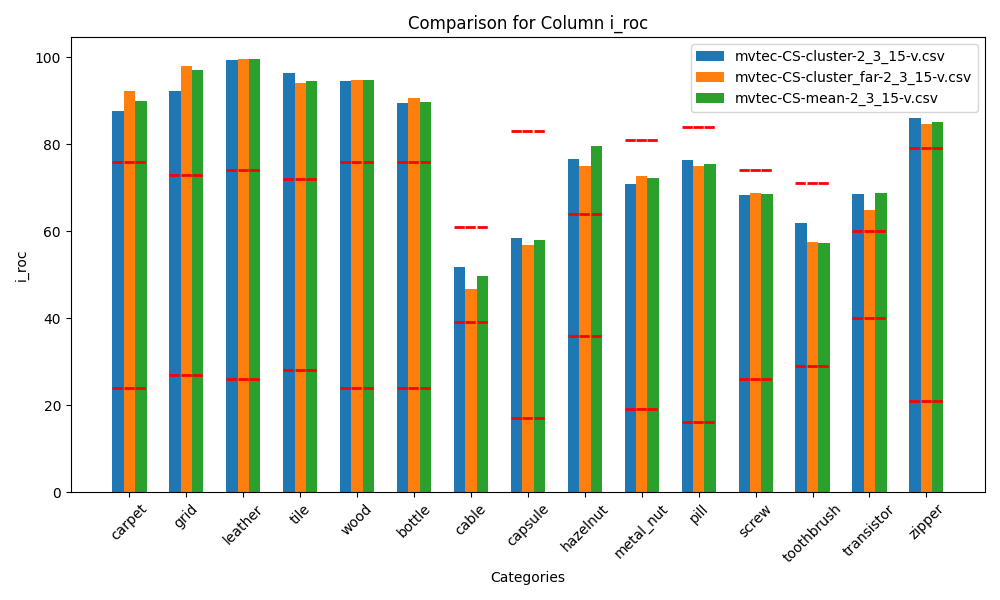 Comparison for Column i_roc
mvtec-CS-cluster-2_3_15-v.csv
mvtec-CS-cluster_far-2_3_15-v.csv
mvtec-CS-mean-2_3_15-v.csv
i_roc
100
80
60
40
20
0
carpet
grid
leather
tile
wood
bottle
cable
capsule
hazelnut
metal_nut
pill
screw
toothbrush
transistor
zipper
Categories